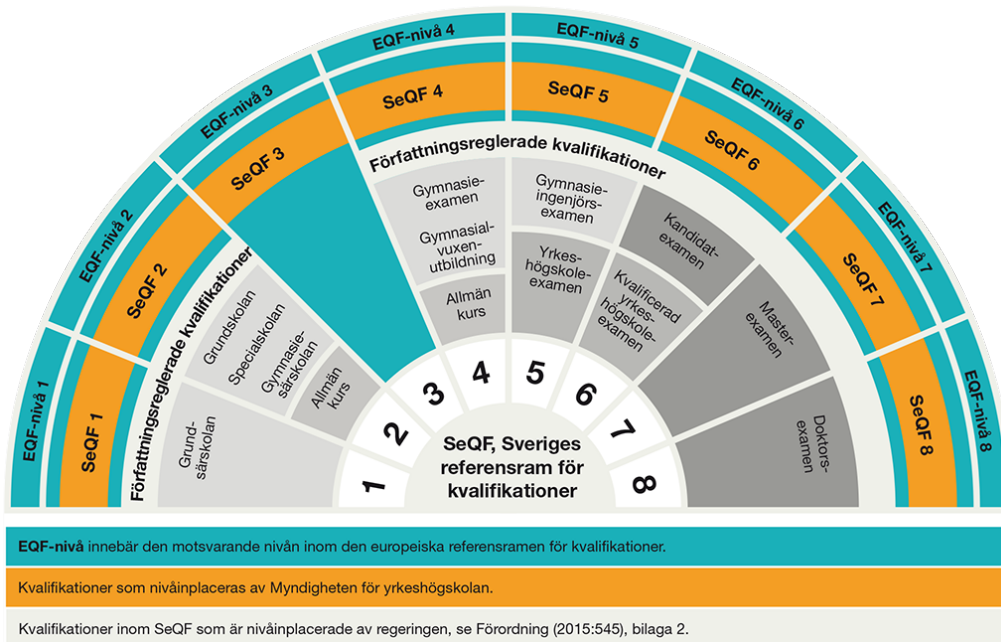 EQF-nivå 1
EQF-nivå 2
EQF-nivå 3
EQF-nivå 4
EQF-nivå 5
EQF-nivå 6
EQF-nivå 7
EQF-nivå 8
SeQF 1
SeQF 2
SeQF 3
SeQF 4
SeQF 5
SeQF 6
SeQF 7
SeQF 8
Författningsreglerade kvalifikationer
Författningsreglerade kvalifikationer
Grund-
särskolan
Grundskolan
Specialskolan
Gymnasie-
särskolan
Allmän
kurs
Gymnasie-
examen
Gymnasial-
vuxen-
utbildning
Allmän
kurs
Gymnasie-
ingenjörs-
examen
Yrkes-
högskole-
examen
Kandidat-
examen
Kvalificerad
yrkes-
högskole-
examen
Master-
examen
Doktors-
examen
1
2
3
4
5
6
7
8
SeQF, Sveriges
referensram för
kvalifikationer
EQF-nivå innebär den motsvarande nivån inom den europeiska referensramen för kvalifikationer.
Kvalifikationer som nivåinplaceras av Myndigheten för yrkeshögskolan.
Kvalifikationer inom SeQF som är nivåinplacerade av regeringen, se Förordning (2015:545), bilaga 2.